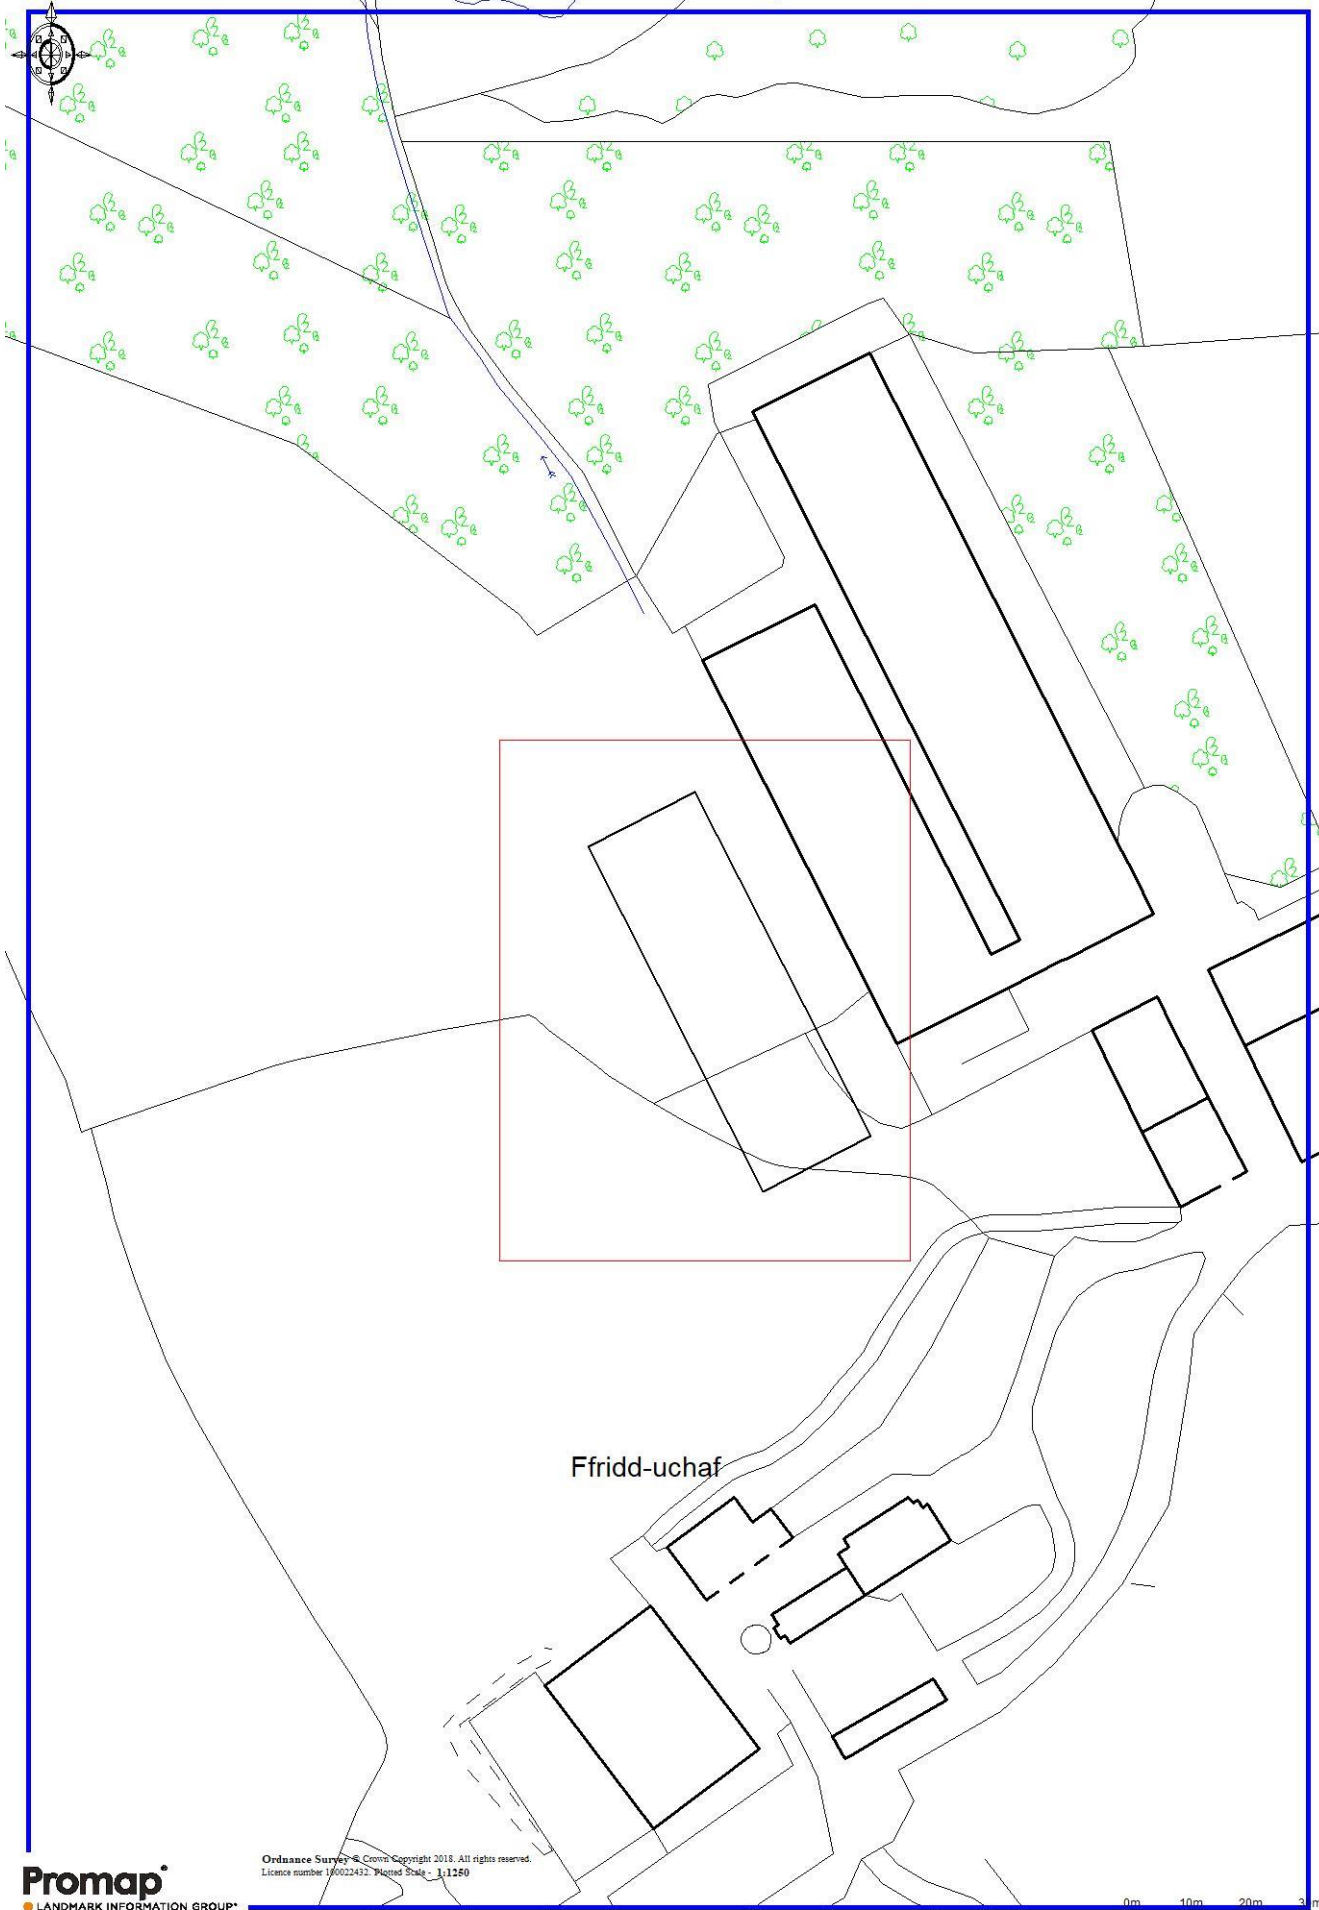 Ffridd-uchaf
Ordnance Survey © Crown Copyright 2018. All rights reserved.
Licence number 100022432. Plotted Scale - 1:1250
Promap®
LANDMARK INFORMATION GROUP®
0m 10m 20m 30m